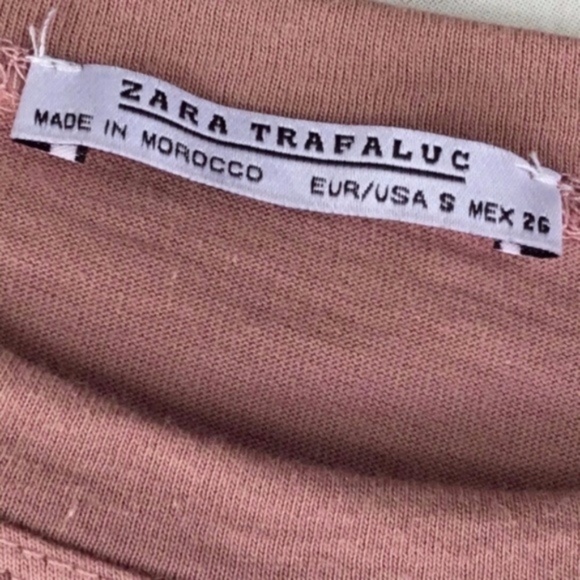 ZARA TRAFALUC
MADE IN MOROCCO EUR/USA S MEX 26